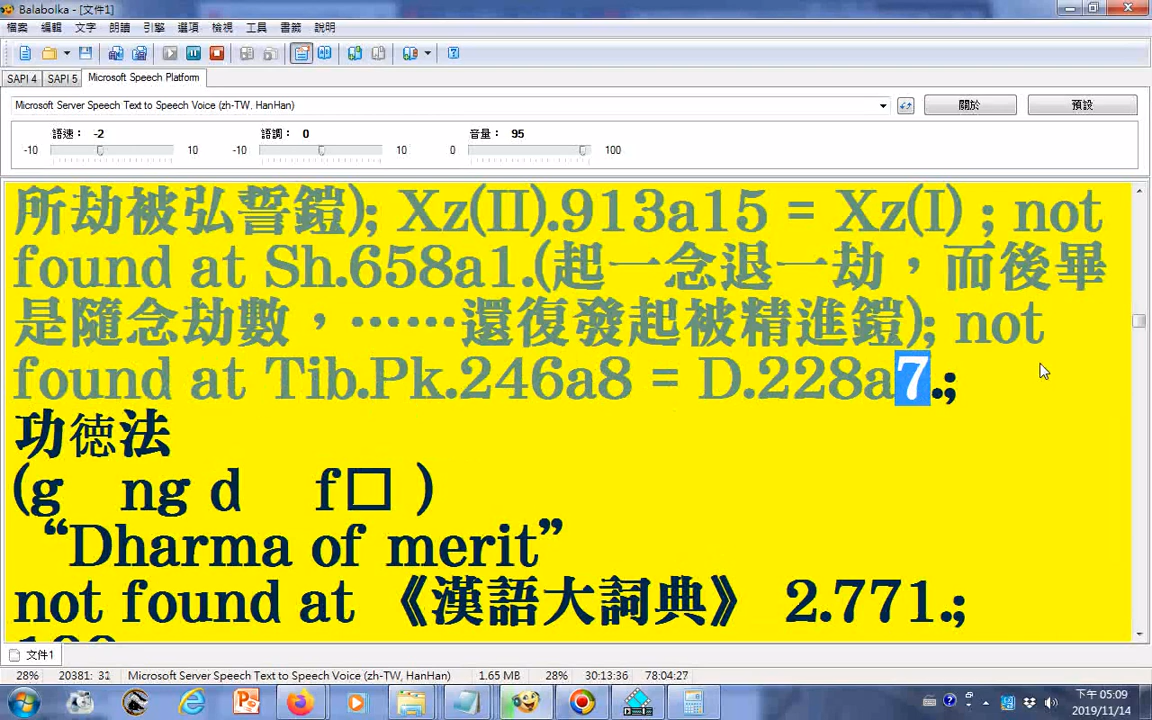 Balabolka - [文件1]
檔案 編輯 文字 朗讀 引擎 選項 檢視 工具 書籤 說明
SAPI 4 SAPI 5 Microsoft Speech Platform
Microsoft Server Speech Text to Speech Voice (zh-TW, HanHan) 關於 預設
語速： -2 語調： 0 音量： 95
-10 10 -10 10 0 100
所劫被弘誓鎧); Xz(II).913a15 = Xz(I) ; not
found at Sh.658a1.(起一念退一劫，而後畢
是隨念劫數，⋯⋯還復發起被精進鎧); not
found at Tib.Pk.246a8 = D.228a7.;
功徳法
(g ng d f□ )
“Dharma of merit”
not found at 《漢語大詞典》 2.771.;
文件1
28% 20381: 31 Microsoft Server Speech Text to Speech Voice (zh-TW, HanHan) 1.65 MB 28% 30:13:36 78:04:27
下午 05:09
2019/11/14